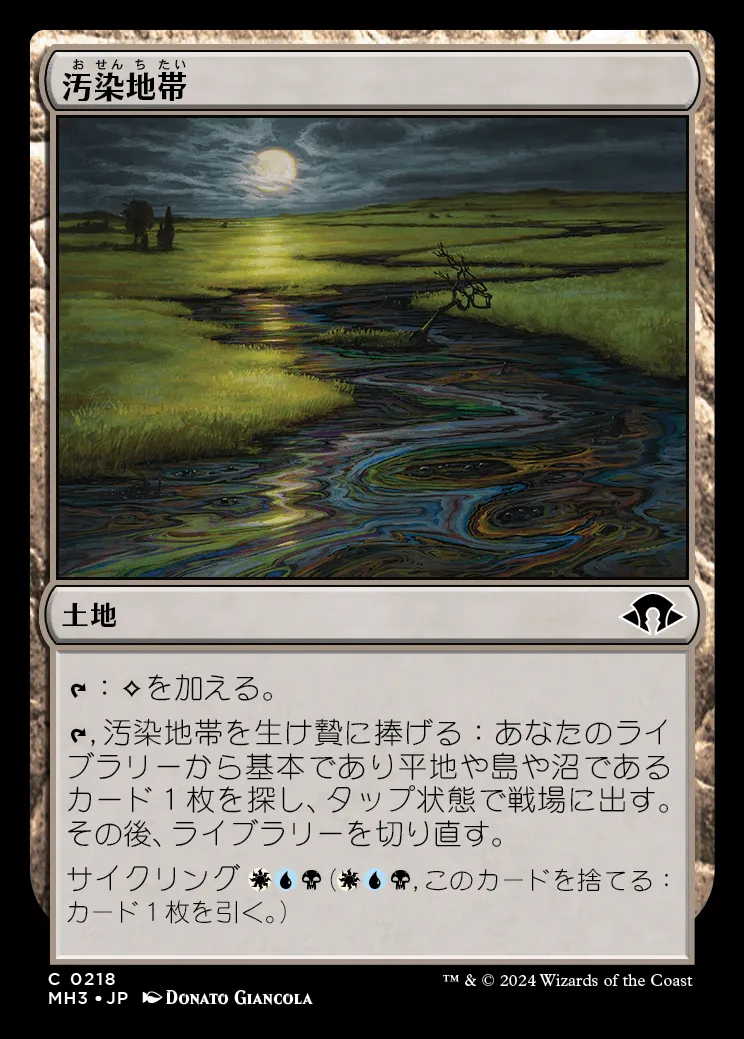 お せん ち たい
汚染地帯
土地
：を加える。
,汚染地帯を生け贄に捧げる：あなたのライ
ブラリーから基本であり平地や島や沼である
カード１枚を探し、タップ状態で戦場に出す。
その後、ライブラリーを切り直す。
サイクリング（,このカードを捨てる：
カード１枚を引く。）
C 0218
MH3 • JP DONATO GIANCOLA
™ & © 2024 Wizards of the Coast